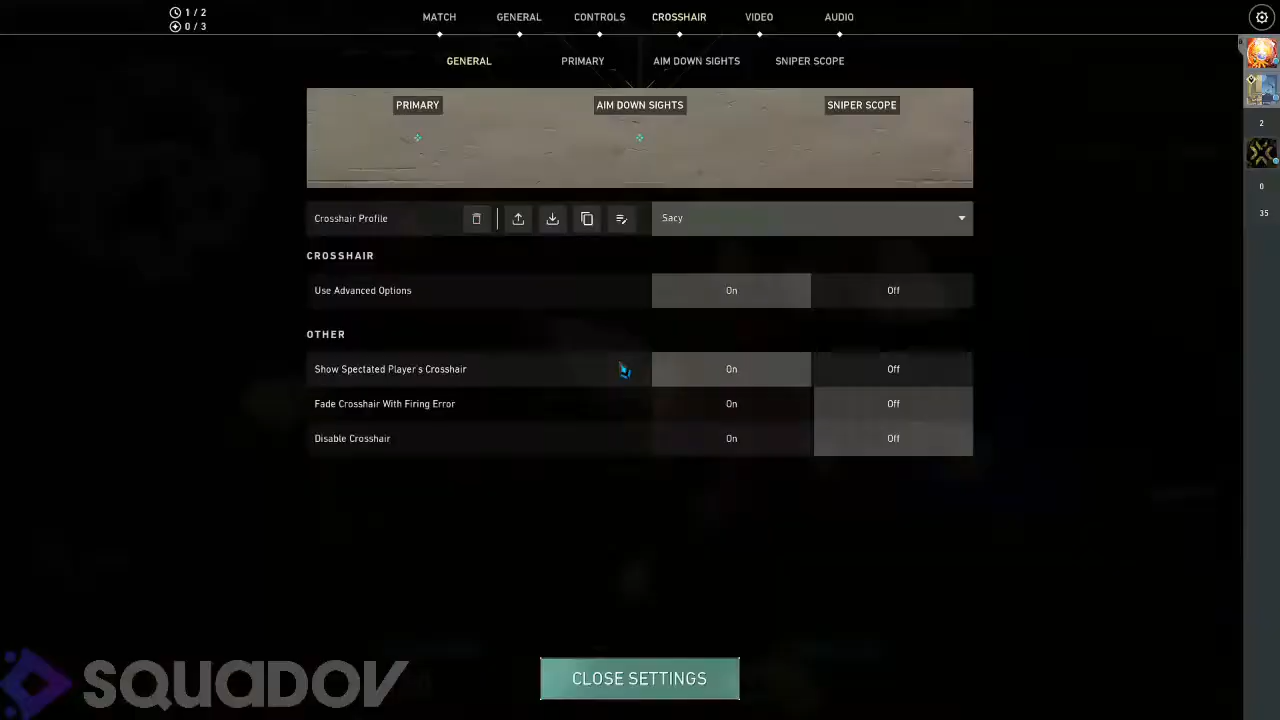 1 / 2
0 / 3
MATCH GENERAL CONTROLS CROSSHAIR VIDEO AUDIO
GENERAL PRIMARY AIM DOWN SIGHTS SNIPER SCOPE
PRIMARY AIM DOWN SIGHTS SNIPER SCOPE
Crosshair Profile Sacy
CROSSHAIR
Use Advanced Options On Off
OTHER
Show Spectated Player's Crosshair On Off
Fade Crosshair With Firing Error On Off
Disable Crosshair On Off
CLOSE SETTINGS
SQUADOV
2
0
35